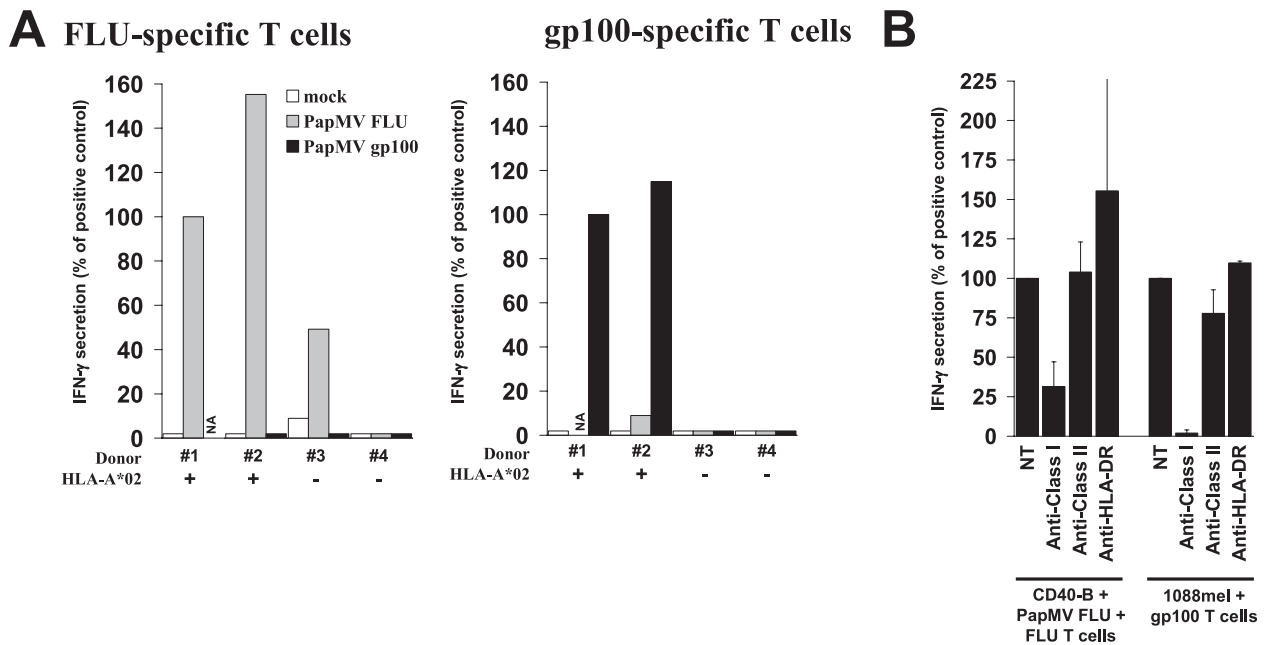 A FLU-specific T cells
gp100-specific T cells
B
IFN-γ secretion (% of positive control)
160
140
120
100
80
60
40
20
0
mock
PapMV FLU
PapMV gp100
NA
Donor #1 #2 #3 #4
HLA-A*02 + + - -
IFN-γ secretion (% of positive control)
160
140
120
100
80
60
40
20
0
NA
Donor #1 #2 #3 #4
HLA-A*02 + + - -
IFN-γ secretion (% of positive control)
225
200
175
150
125
100
75
50
25
0
NT
Anti-Class I
Anti-Class II
Anti-HLA-DR
NT
Anti-Class I
Anti-Class II
Anti-HLA-DR
CD40-B +
PapMV FLU +
FLU T cells
1088mel +
gp100 T cells